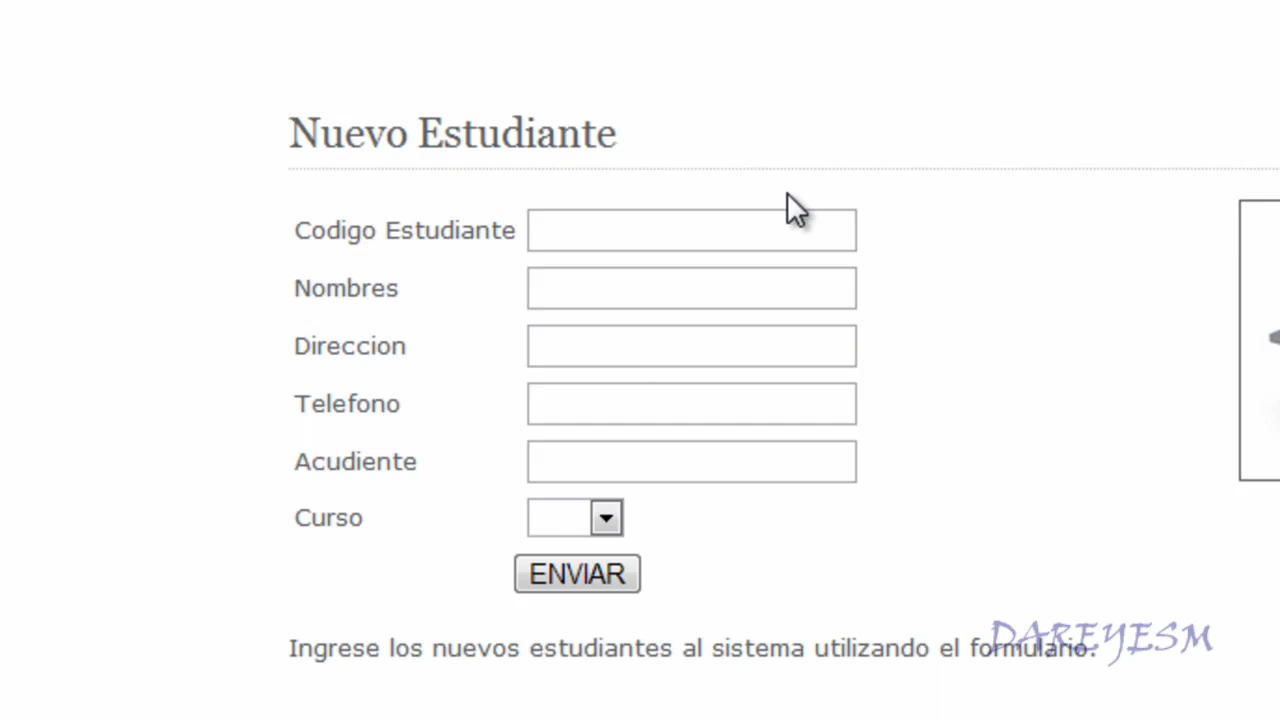 Nuevo Estudiante
Codigo Estudiante
Nombres
Direccion
Telefono
Acudiente
Curso
ENVIAR
Ingrese los nuevos estudiantes al sistema utilizando el formulario.
DAREYESM